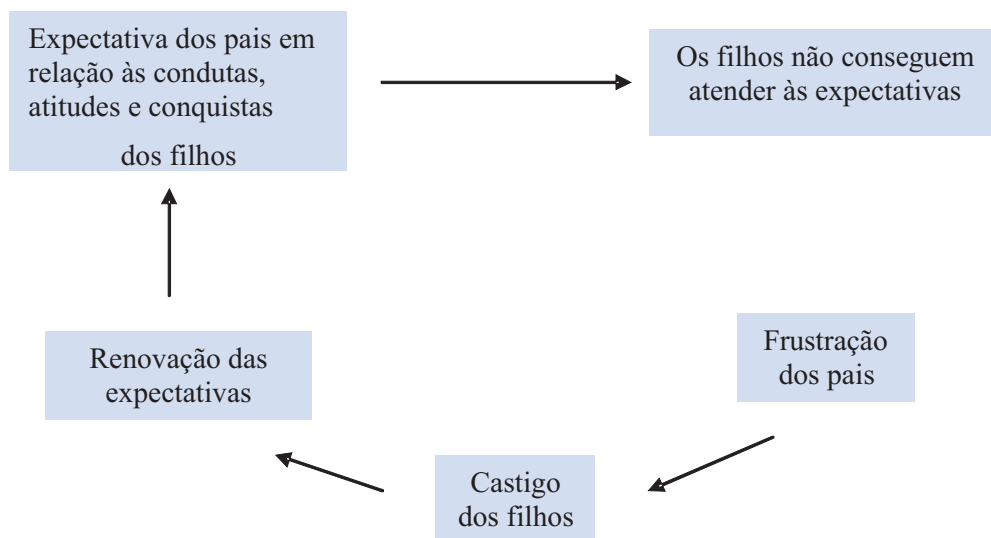 Expectativa dos pais em
relação às condutas,
atitudes e conquistas
dos filhos
Os filhos não conseguem
atender às expectativas
Frustração
dos pais
Castigo
dos filhos
Renovação das
expectativas